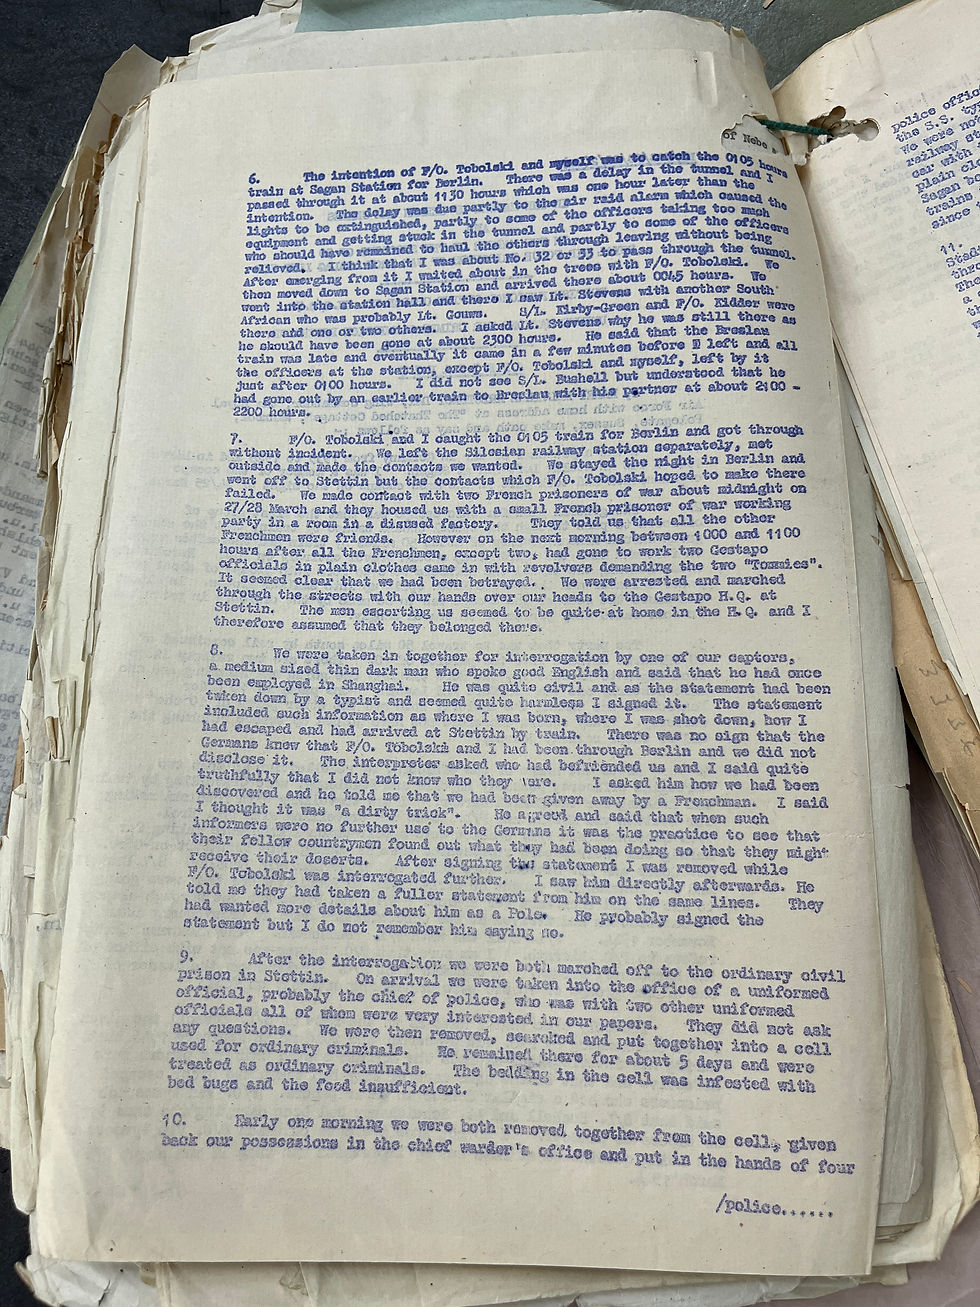 of Nebe
6. The intention of F/O. Tobolski and myself was to catch the 0105 hours
train at Sagan Station for Berlin. There was a delay in the tunnel and I
passed through it at about 1130 hours which was one hour later than the
intention. The delay was due partly to the air raid alarm which caused the
lights to be extinguished, partly to some of the officers taking too much
equipment and getting stuck in the tunnel and partly to some of the officers
who should have remained to haul the others through leaving without being
relieved. I think that I was about No. 32 or 33 to pass through the tunnel.
After emerging from it I waited about in the trees with F/O. Tobolski. We
then moved down to Sagan Station and arrived there about 0045 hours. We
went into the station hall and there I saw Lt. Stevens with another South
African who was probably Lt. Gouws. S/L. Kirby-Green and F/O. Kidder were
there and one or two others. I asked Lt. Stevens why he was still there as
he should have been gone at about 2300 hours. He said that the Breslau
train was late and eventually it came in a few minutes before I left and all
the officers at the station, except F/O. Tobolski and myself, left by it
just after 0100 hours. I did not see S/L. Bushell but understood that he
had gone out by an earlier train to Breslau with his partner at about 2100 -
2200 hours.
7. F/O. Tobolski and I caught the 0105 train for Berlin and got through
without incident. We left the Silesian railway station separately, met
outside and made the contacts we wanted. We stayed the night in Berlin and
went off to Stettin but the contacts which F/O. Tobolski hoped to make there
failed. We made contact with two French prisoners of war about midnight on
27/28 March and they housed us with a small French prisoner of war working
party in a room in a disused factory. They told us that all the other
Frenchmen were friends. However on the next morning between 1000 and 1100
hours after all the Frenchmen, except two, had gone to work two Gestapo
officials in plain clothes came in with revolvers demanding the two "Tommies".
It seemed clear that we had been betrayed. We were arrested and marched
through the streets with our hands over our heads to the Gestapo H.Q. at
Stettin. The men escorting us seemed to be quite at home in the H.Q. and I
therefore assumed that they belonged there.
8. We were taken in together for interrogation by one of our captors,
a medium sized thin dark man who spoke good English and said that he had once
been employed in Shanghai. He was quite civil and as the statement had been
taken down by a typist and seemed quite harmless I signed it. The statement
included such information as where I was born, where I was shot down, how I
had escaped and had arrived at Stettin by train. There was no sign that the
Germans knew that F/O. Tobolski and I had been through Berlin and we did not
disclose it. The interpreter asked who had befriended us and I said quite
truthfully that I did not know who they were. I asked him how we had been
discovered and he told me that we had been given away by a Frenchman. I said
I thought it was "a dirty trick". He agreed and said that when such
informers were no further use to the Germans it was the practice to see that
their fellow countrymen found out what they had been doing so that they might
receive their deserts. After signing the statement I was removed while
F/O. Tobolski was interrogated further. I saw him directly afterwards. He
told me they had taken a fuller statement from him on the same lines. They
had wanted more details about him as a Pole. He probably signed the
statement but I do not remember him saying so.
9. After the interrogation we were both marched off to the ordinary civil
prison in Stettin. On arrival we were taken into the office of a uniformed
official, probably the chief of police, who was with two other uniformed
officials all of whom were very interested in our papers. They did not ask
any questions. We were then removed, searched and put together into a cell
used for ordinary criminals. We remained there for about 5 days and were
treated as ordinary criminals. The bedding in the cell was infested with
bed bugs and the food insufficient.
10. Early one morning we were both removed together from the cell, given
back our possessions in the chief warder's office and put in the hands of four
/police......
police offic
the S.S. ty
We were not
railway st
car with
plain c
trains
Sagan be
since t
11.
Stad
The
a
th